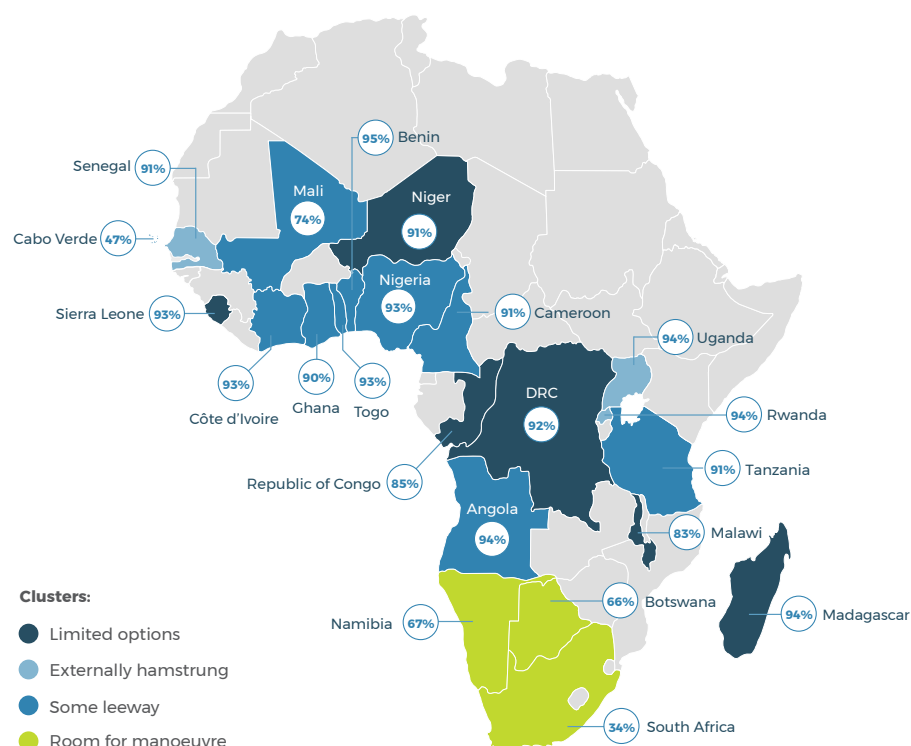 95% Benin
Senegal 91%
Mali
74%
Niger
91%
Cabo Verde 47%
Nigeria
93%
Sierra Leone 93%
91% Cameroon
94% Uganda
93%
Côte d'Ivoire
90%
Ghana
93%
Togo
DRC
92%
94% Rwanda
91% Tanzania
Republic of Congo 85%
Angola
94%
83% Malawi
66% Botswana
94% Madagascar
Namibia 67%
34% South Africa
Clusters:
Limited options
Externally hamstrung
Some leeway
Room for manoeuvre